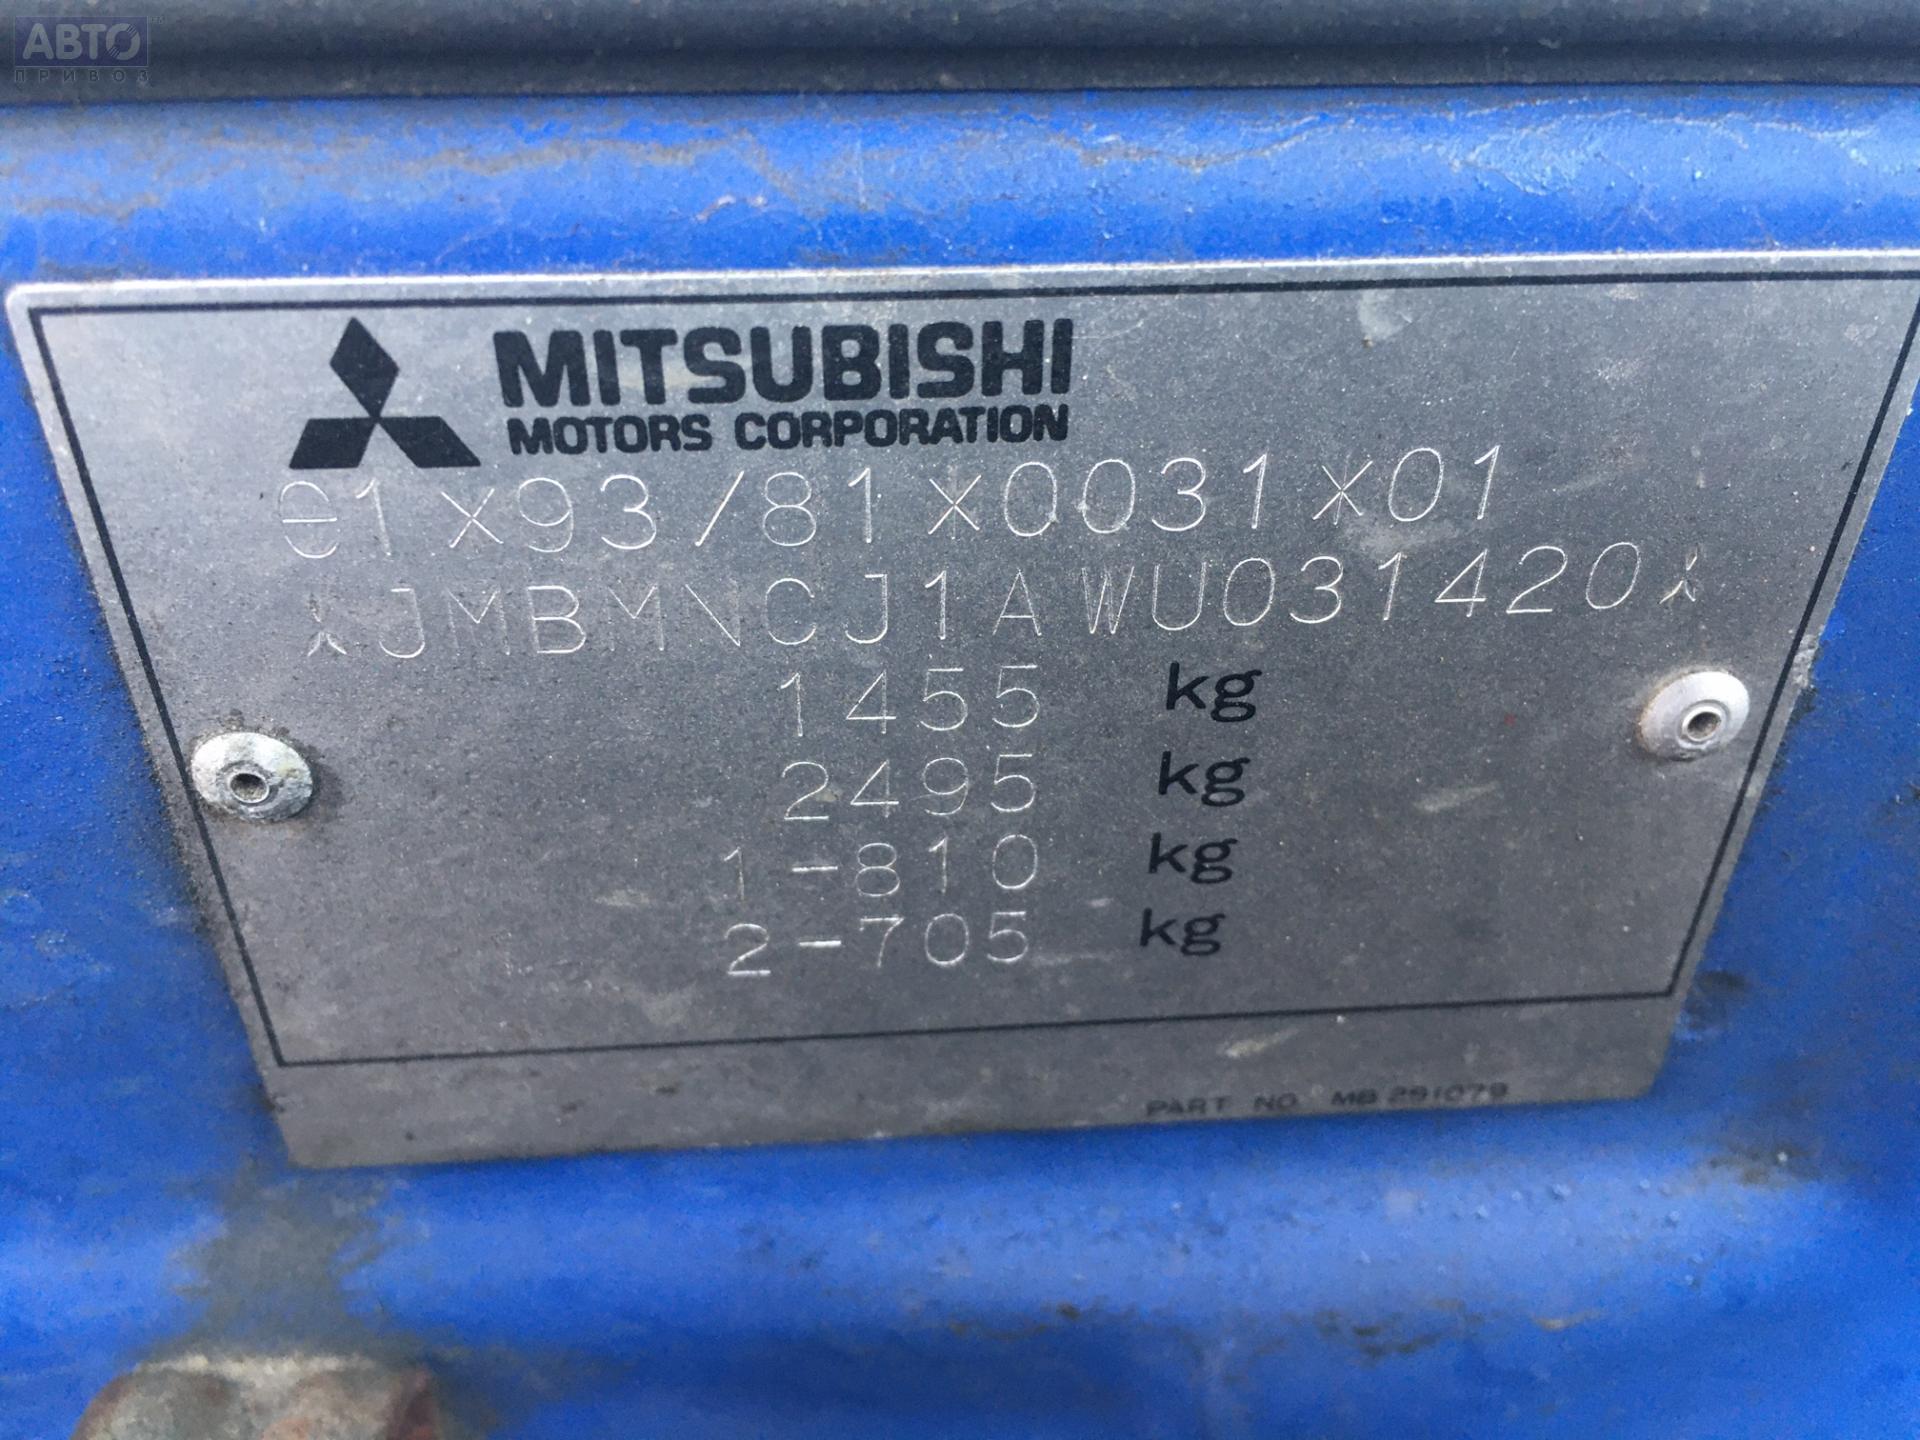 АВТО
ПРИВОЗ
MITSUBISHI
MOTORS CORPORATION
e1*93/81*0031*01
*JMBMNCJ1AWU031420*
1455 kg
2495 kg
1-810 kg
2-705 kg
PART NO. MB 291079